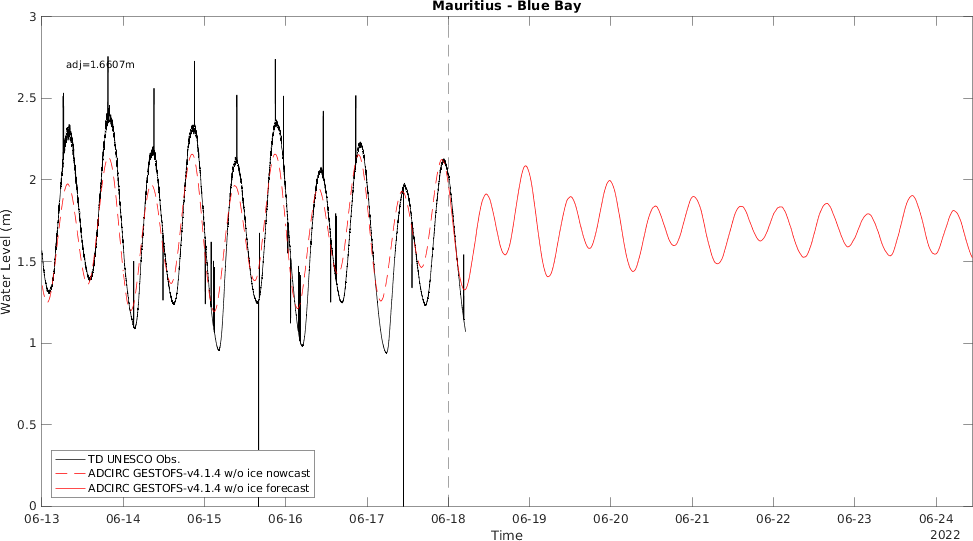 Mauritius - Blue Bay
3
adj=1.6607m
2.5
2
1.5
1
0.5
0
Water Level (m)
TD UNESCO Obs.
ADCIRC GESTOFS-v4.1.4 w/o ice nowcast
ADCIRC GESTOFS-v4.1.4 w/o ice forecast
06-13 06-14 06-15 06-16 06-17 06-18 06-19 06-20 06-21 06-22 06-23 06-24
Time
2022